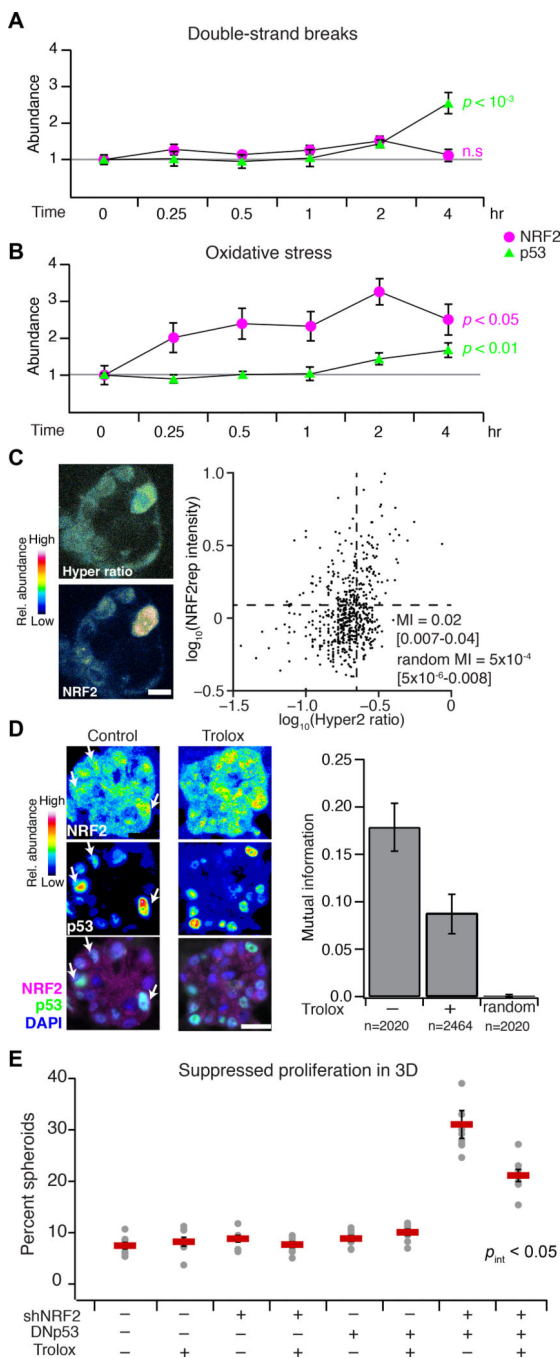 A
Double-strand breaks
Abundance
4
3
2
1
p < 10⁻³
n.s
Time 0 0.25 0.5 1 2 4 hr
NRF2
p53
B
Oxidative stress
Abundance
4
3
2
1
p < 0.05
p < 0.01
Time 0 0.25 0.5 1 2 4 hr
C
Rel. abundance
High
Low
Hyper ratio
NRF2
log₁₀(NRF2rep intensity)
1.0
0.5
0
−0.5
MI = 0.02
[0.007-0.04]
random MI = 5x10⁻⁴
[5x10⁻⁶-0.008]
−1.5 −1.0 −0.5 0
log₁₀(Hyper2 ratio)
D
Control Trolox
Rel. abundance
High
Low
NRF2
p53
NRF2
p53
DAPI
Mutual information
0.25
0.20
0.15
0.10
0.05
0.0
Trolox − + random
n=2020 n=2464 n=2020
E
Suppressed proliferation in 3D
Percent spheroids
40
30
20
10
0
p_int < 0.05
shNRF2 − − + + − − + +
DNp53 − − − − + + + +
Trolox − + − + − + − +